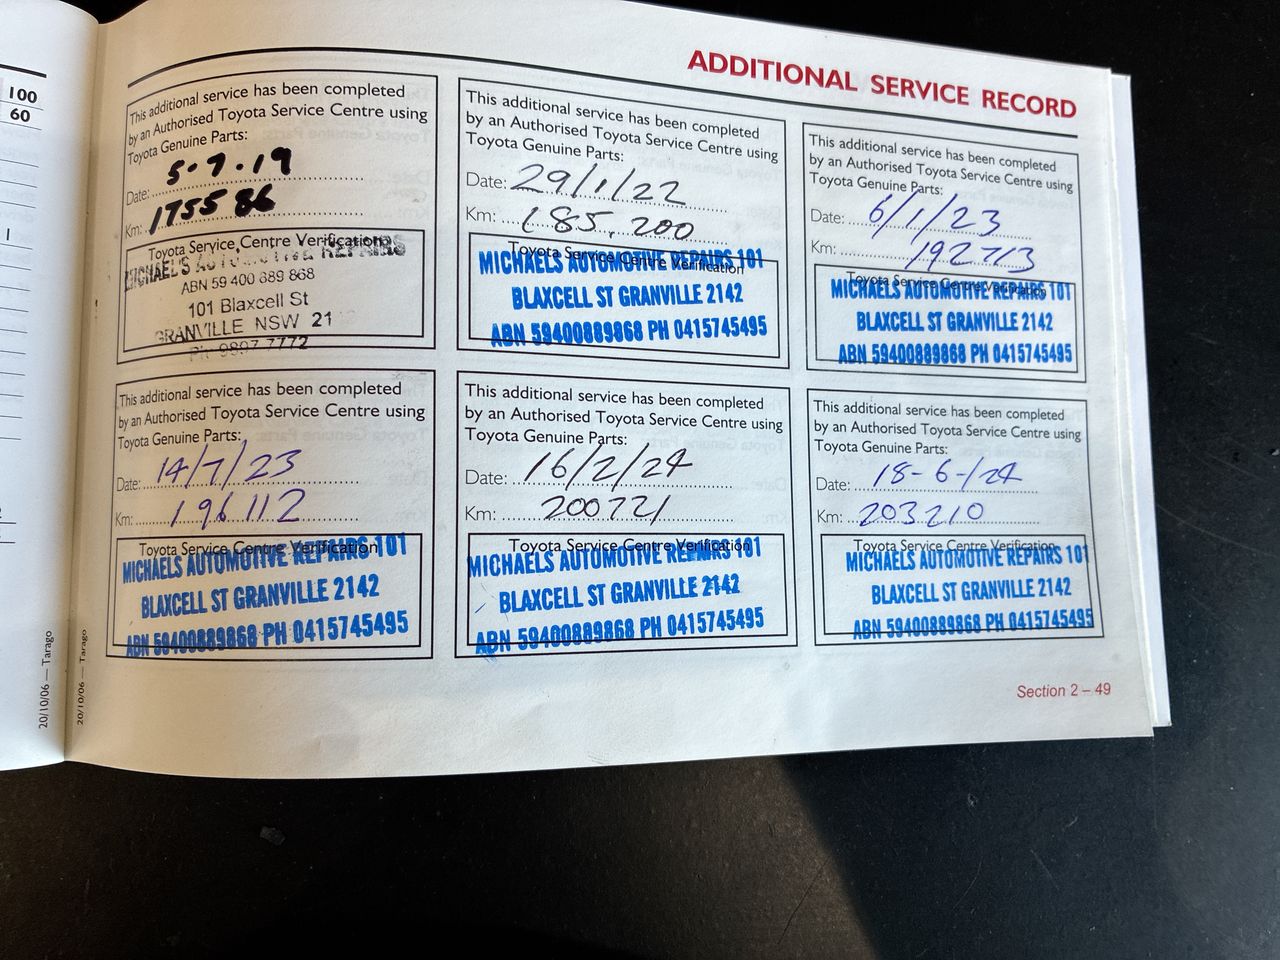 100
60
1
20/10/06 — Tarago
20/10/06 — Tarago
ADDITIONAL SERVICE RECORD
This additional service has been completed
by an Authorised Toyota Service Centre using
Toyota Genuine Parts:
Date: 5.7.19
Km: 175586
Toyota Service Centre Verification
MICHAEL'S AUTOMOTIVE REPAIRS
ABN 59 400 889 868
101 Blaxcell St
GRANVILLE NSW 21
Ph 9897 7772
This additional service has been completed
by an Authorised Toyota Service Centre using
Toyota Genuine Parts:
Date: 29/1/22
Km: 185,200
Toyota Service Centre Verification
MICHAELS AUTOMOTIVE REPAIRS 101
BLAXCELL ST GRANVILLE 2142
ABN 59400889868 PH 0415745495
This additional service has been completed
by an Authorised Toyota Service Centre using
Toyota Genuine Parts:
Date: 6/1/23
Km: 192713
Toyota Service Centre Verification
MICHAELS AUTOMOTIVE REPAIRS 101
BLAXCELL ST GRANVILLE 2142
ABN 59400889868 PH 0415745495
This additional service has been completed
by an Authorised Toyota Service Centre using
Toyota Genuine Parts:
Date: 14/7/23
Km: 196112
Toyota Service Centre Verification
MICHAELS AUTOMOTIVE REPAIRS 101
BLAXCELL ST GRANVILLE 2142
ABN 59400889868 PH 0415745495
This additional service has been completed
by an Authorised Toyota Service Centre using
Toyota Genuine Parts:
Date: 16/2/24
Km: 200721
Toyota Service Centre Verification
MICHAELS AUTOMOTIVE REPAIRS 101
BLAXCELL ST GRANVILLE 2142
ABN 59400889868 PH 0415745495
This additional service has been completed
by an Authorised Toyota Service Centre using
Toyota Genuine Parts:
Date: 18-6-/24
Km: 203210
Toyota Service Centre Verification
MICHAELS AUTOMOTIVE REPAIRS 101
BLAXCELL ST GRANVILLE 2142
ABN 59400889868 PH 0415745495
Section 2 – 49